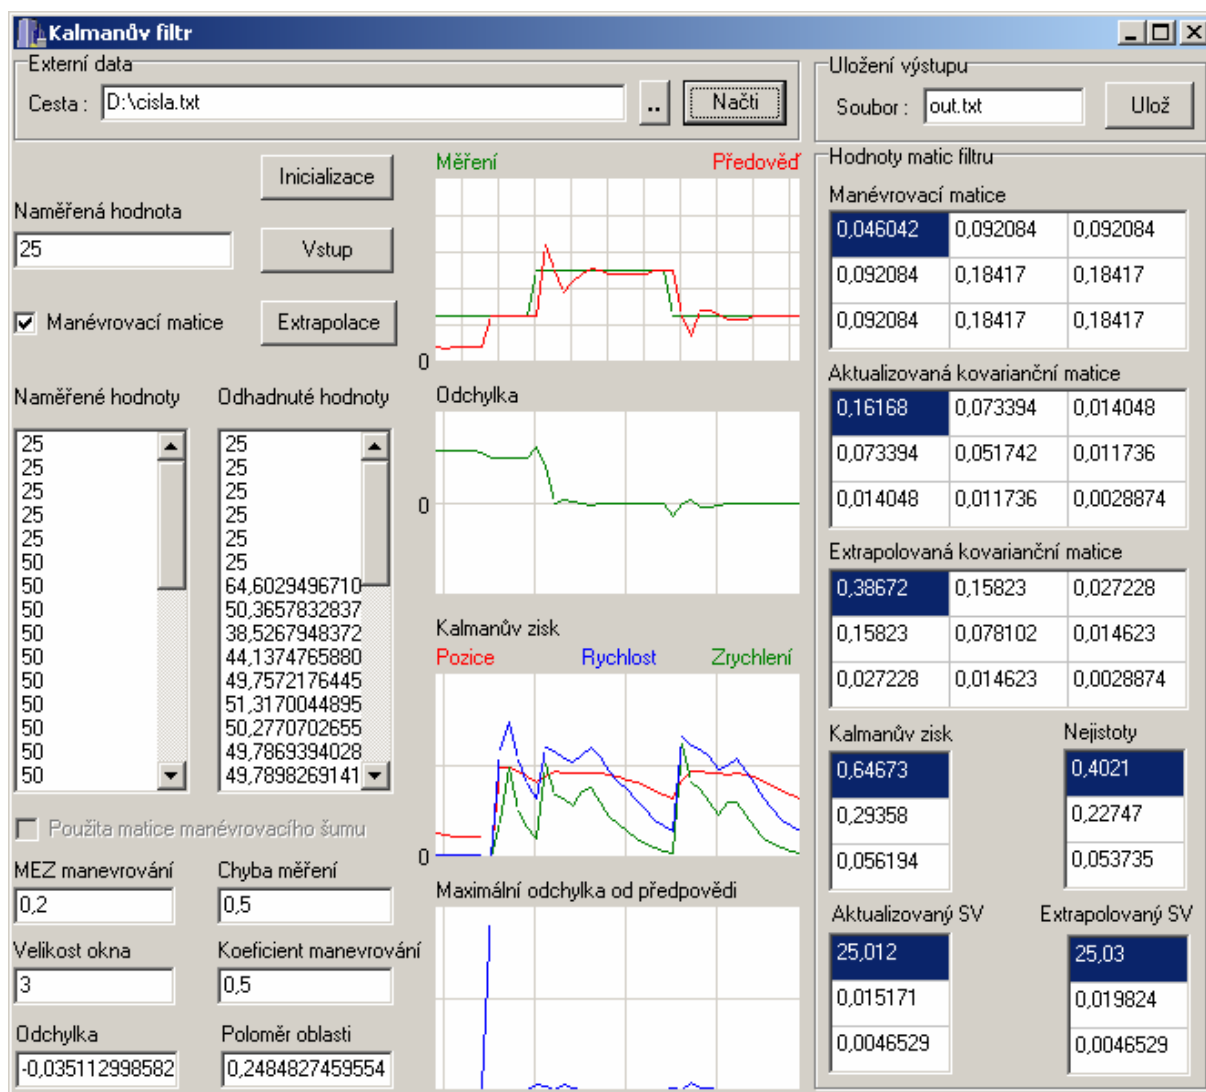 Kalmanův filtr
Externí data
Cesta : D:\cisla.txt .. Načti
Uložení výstupu
Soubor : out.txt Ulož
Inicializace
Naměřená hodnota
25 Vstup
Manévrovací matice Extrapolace
Naměřené hodnoty
25
25
25
25
25
50
50
50
50
50
50
50
50
50
50
Odhadnuté hodnoty
25
25
25
25
25
25
64,6029496710
50,3657832837
38,5267948372
44,1374765880
49,7572176445
51,3170044895
50,2770702655
49,7869394028
49,7898269141
Použita matice manévrovacího šumu
MEZ manevrování Chyba měření
0,2 0,5
Velikost okna Koeficient manevrování
3 0,5
Odchylka Poloměr oblasti
-0,035112998582 0,2484827459554
Měření Předověď
0
Odchylka
0
Kalmanův zisk
Pozice Rychlost Zrychlení
0
Maximální odchylka od předpovědi
Hodnoty matic filtru
Manévrovací matice
0,046042 0,092084 0,092084
0,092084 0,18417 0,18417
0,092084 0,18417 0,18417
Aktualizovaná kovarianční matice
0,16168 0,073394 0,014048
0,073394 0,051742 0,011736
0,014048 0,011736 0,0028874
Extrapolovaná kovarianční matice
0,38672 0,15823 0,027228
0,15823 0,078102 0,014623
0,027228 0,014623 0,0028874
Kalmanův zisk Nejistoty
0,64673 0,4021
0,29358 0,22747
0,056194 0,053735
Aktualizovaný SV Extrapolovaný SV
25,012 25,03
0,015171 0,019824
0,0046529 0,0046529